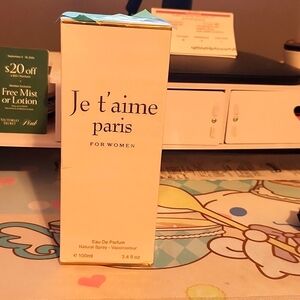 $20 off
Free Mist
or Lotion
Pink
Je t'aime
paris
FOR WOMEN
Eau De Parfum
Natural Spray - Vaporisateur
e 100ml 3.4 fl oz